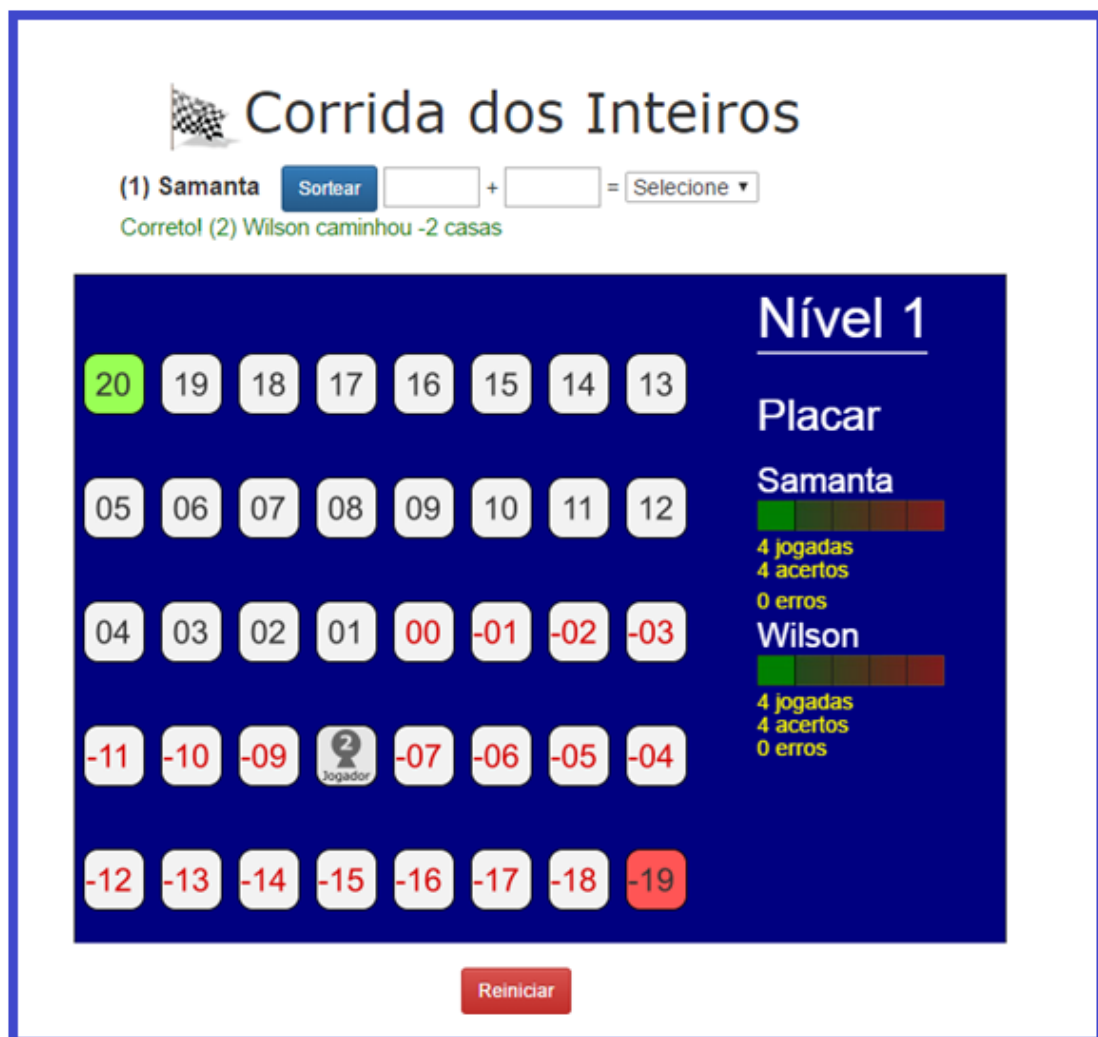 Corrida dos Inteiros
(1) Samanta Sortear + = Selecione ▼
Correto! (2) Wilson caminhou -2 casas
Nível 1
20 19 18 17 16 15 14 13
Placar
Samanta
05 06 07 08 09 10 11 12
4 jogadas
4 acertos
0 erros
04 03 02 01 00 -01 -02 -03
Wilson
4 jogadas
4 acertos
0 erros
-11 -10 -09 2 Jogador -07 -06 -05 -04
-12 -13 -14 -15 -16 -17 -18 -19
Reiniciar